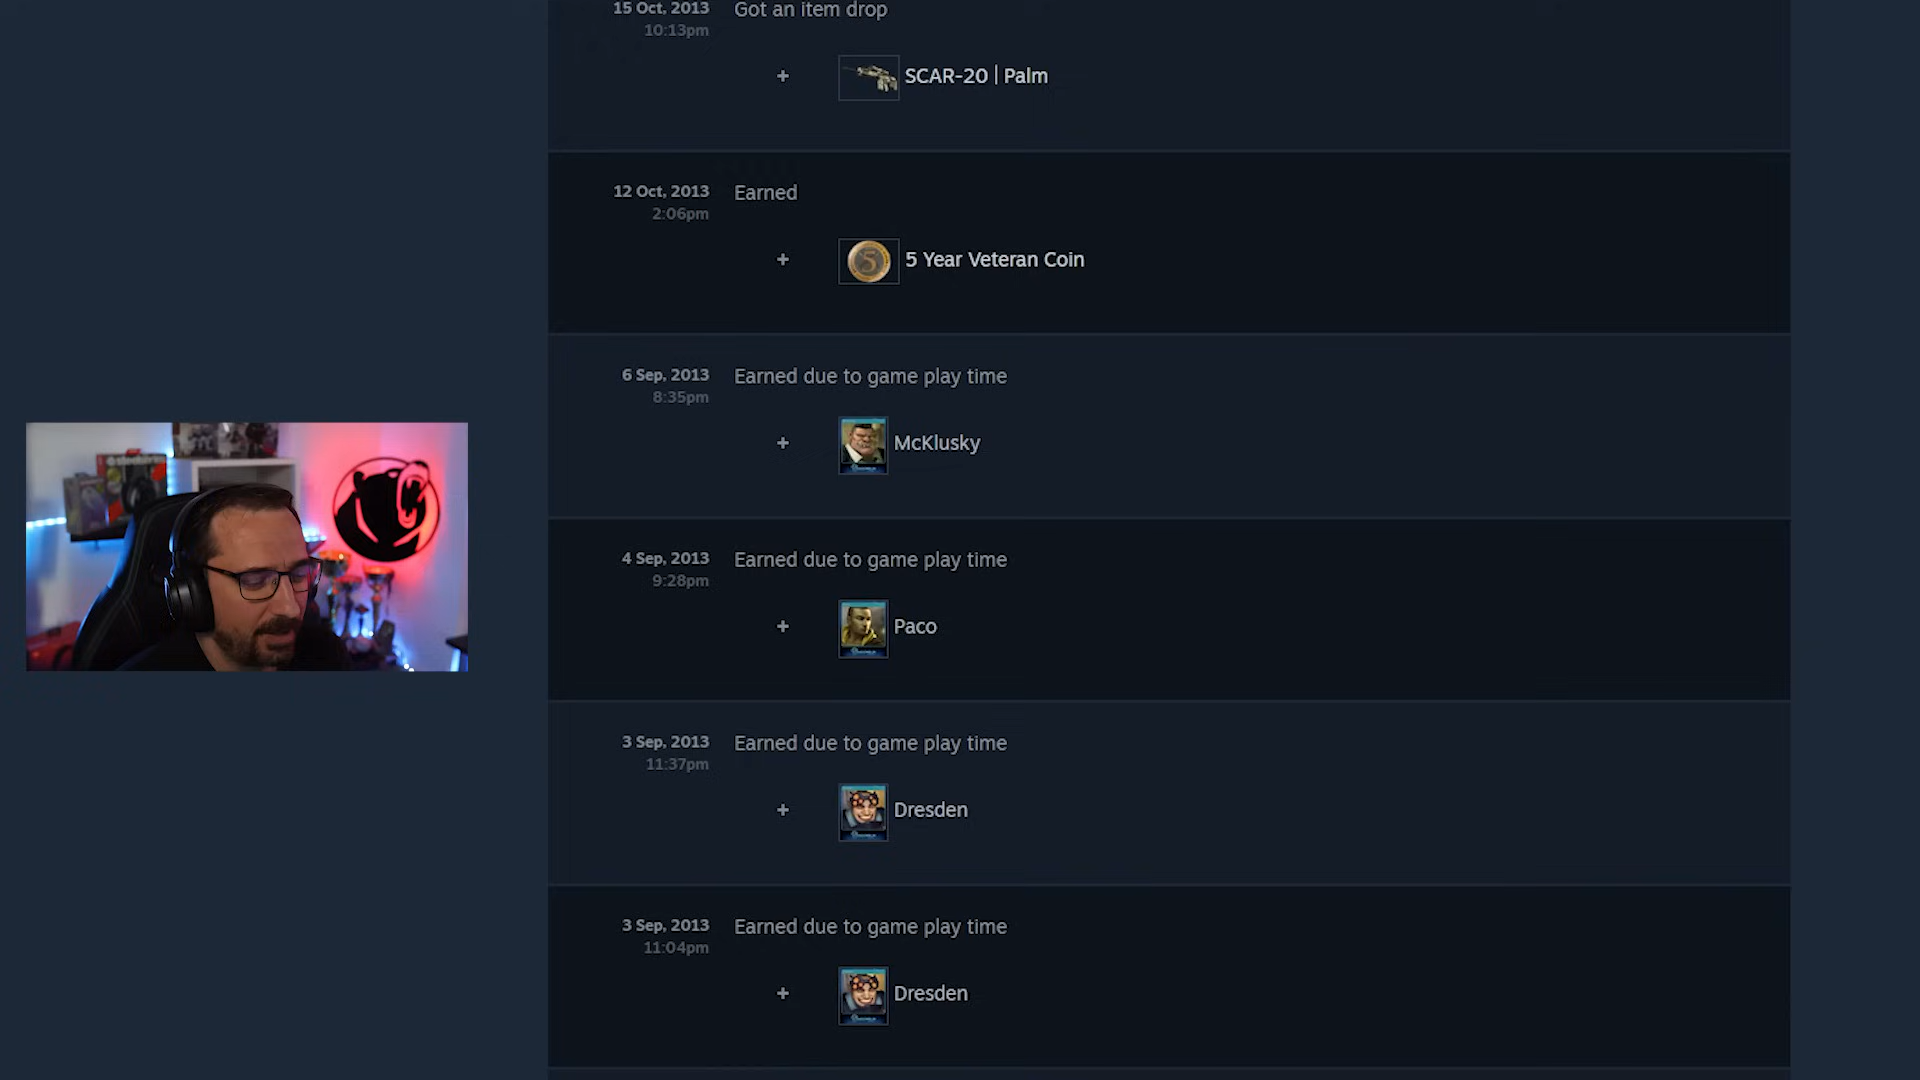 15 Oct, 2013 Got an item drop
10:13pm
+ SCAR-20 | Palm
12 Oct, 2013 Earned
2:06pm
+ 5 Year Veteran Coin
6 Sep, 2013 Earned due to game play time
8:35pm
+ McKlusky
4 Sep, 2013 Earned due to game play time
9:28pm
+ Paco
3 Sep, 2013 Earned due to game play time
11:37pm
+ Dresden
3 Sep, 2013 Earned due to game play time
11:04pm
+ Dresden